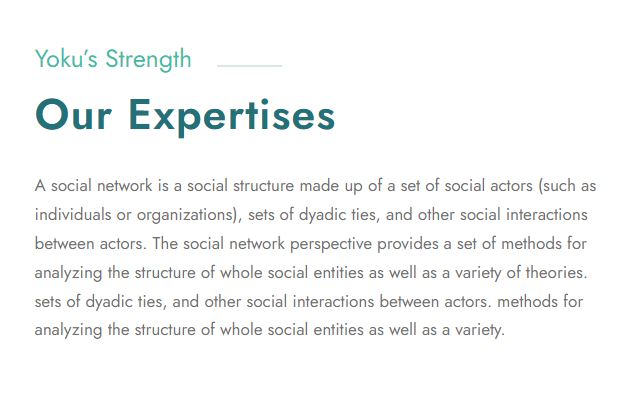 Yoku's Strength
Our Expertises
A social network is a social structure made up of a set of social actors (such as
individuals or organizations), sets of dyadic ties, and other social interactions
between actors. The social network perspective provides a set of methods for
analyzing the structure of whole social entities as well as a variety of theories.
sets of dyadic ties, and other social interactions between actors. methods for
analyzing the structure of whole social entities as well as a variety.